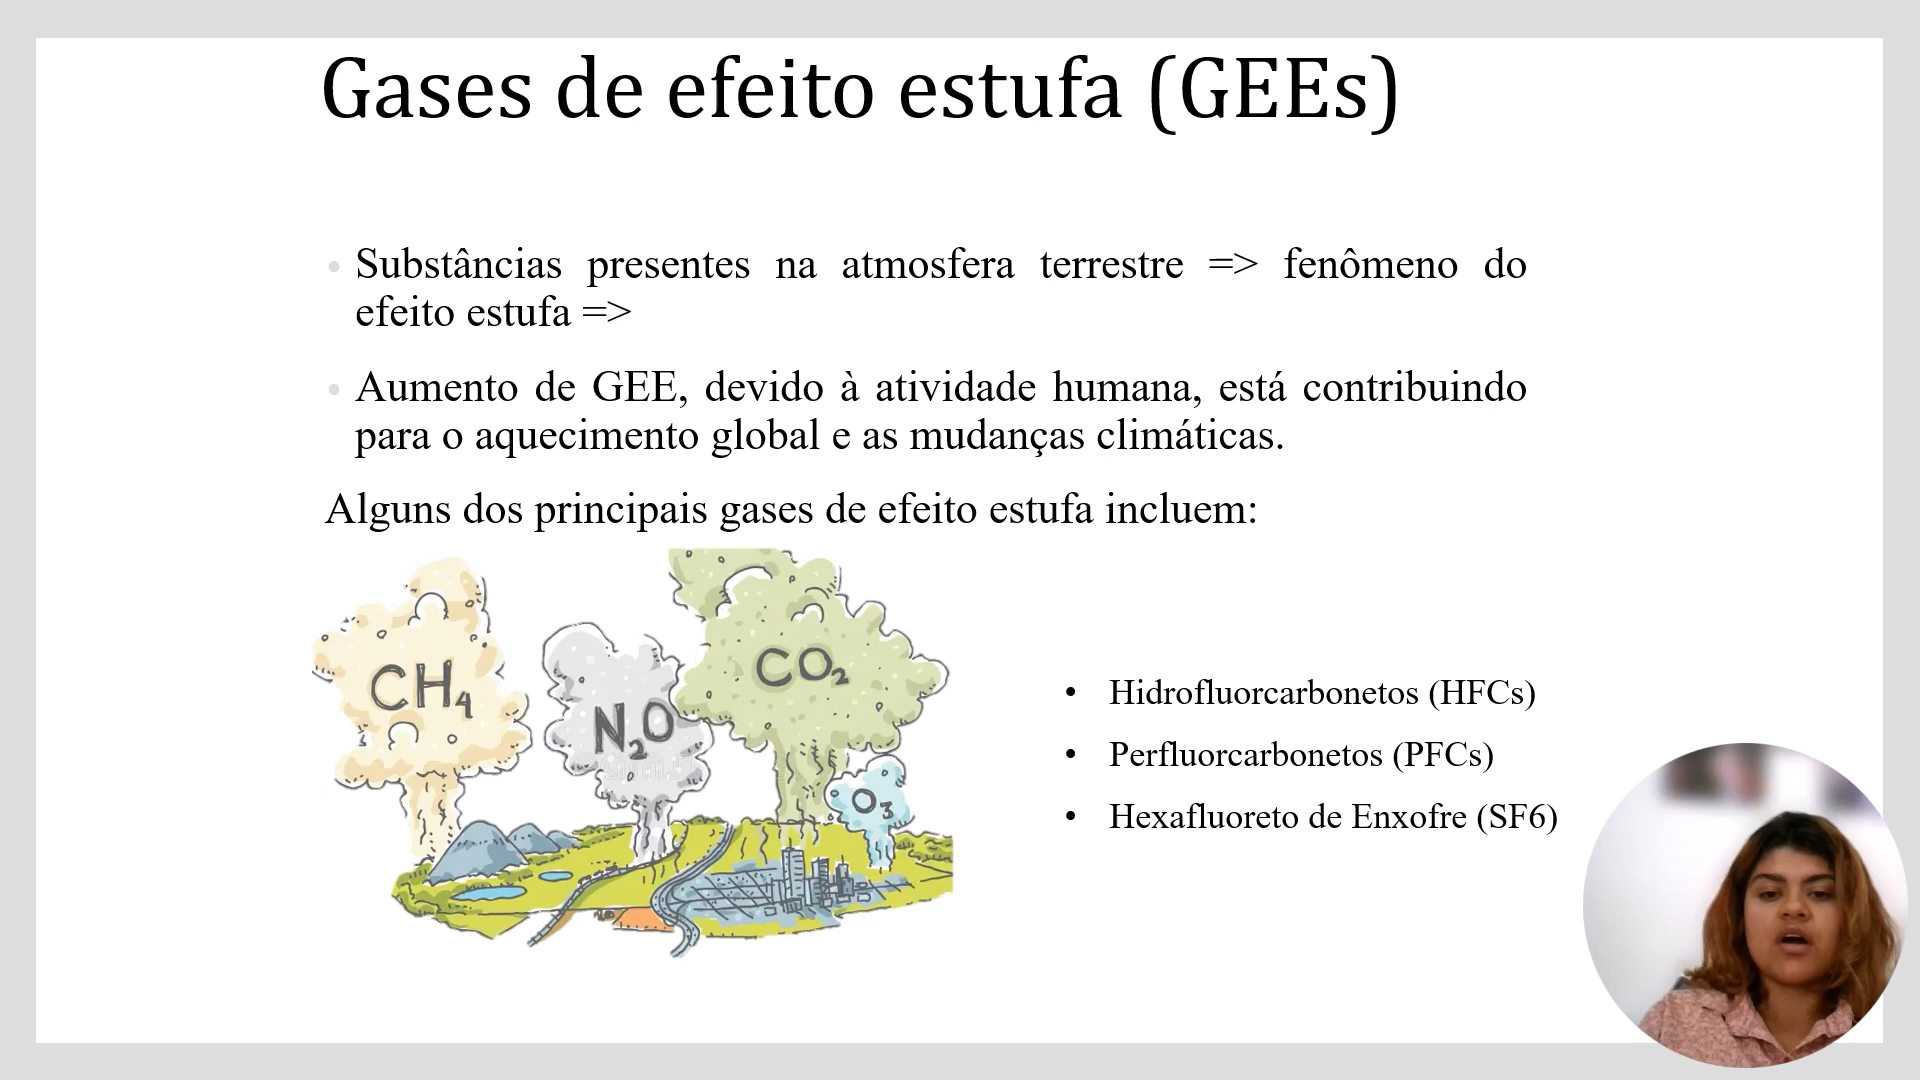 Gases de efeito estufa (GEEs)
Substâncias presentes na atmosfera terrestre => fenômeno do
efeito estufa =>
Aumento de GEE, devido à atividade humana, está contribuindo
para o aquecimento global e as mudanças climáticas.
Alguns dos principais gases de efeito estufa incluem:
CH4
N2O
CO2
O3
• Hidrofluorcarbonetos (HFCs)
• Perfluorcarbonetos (PFCs)
• Hexafluoreto de Enxofre (SF6)